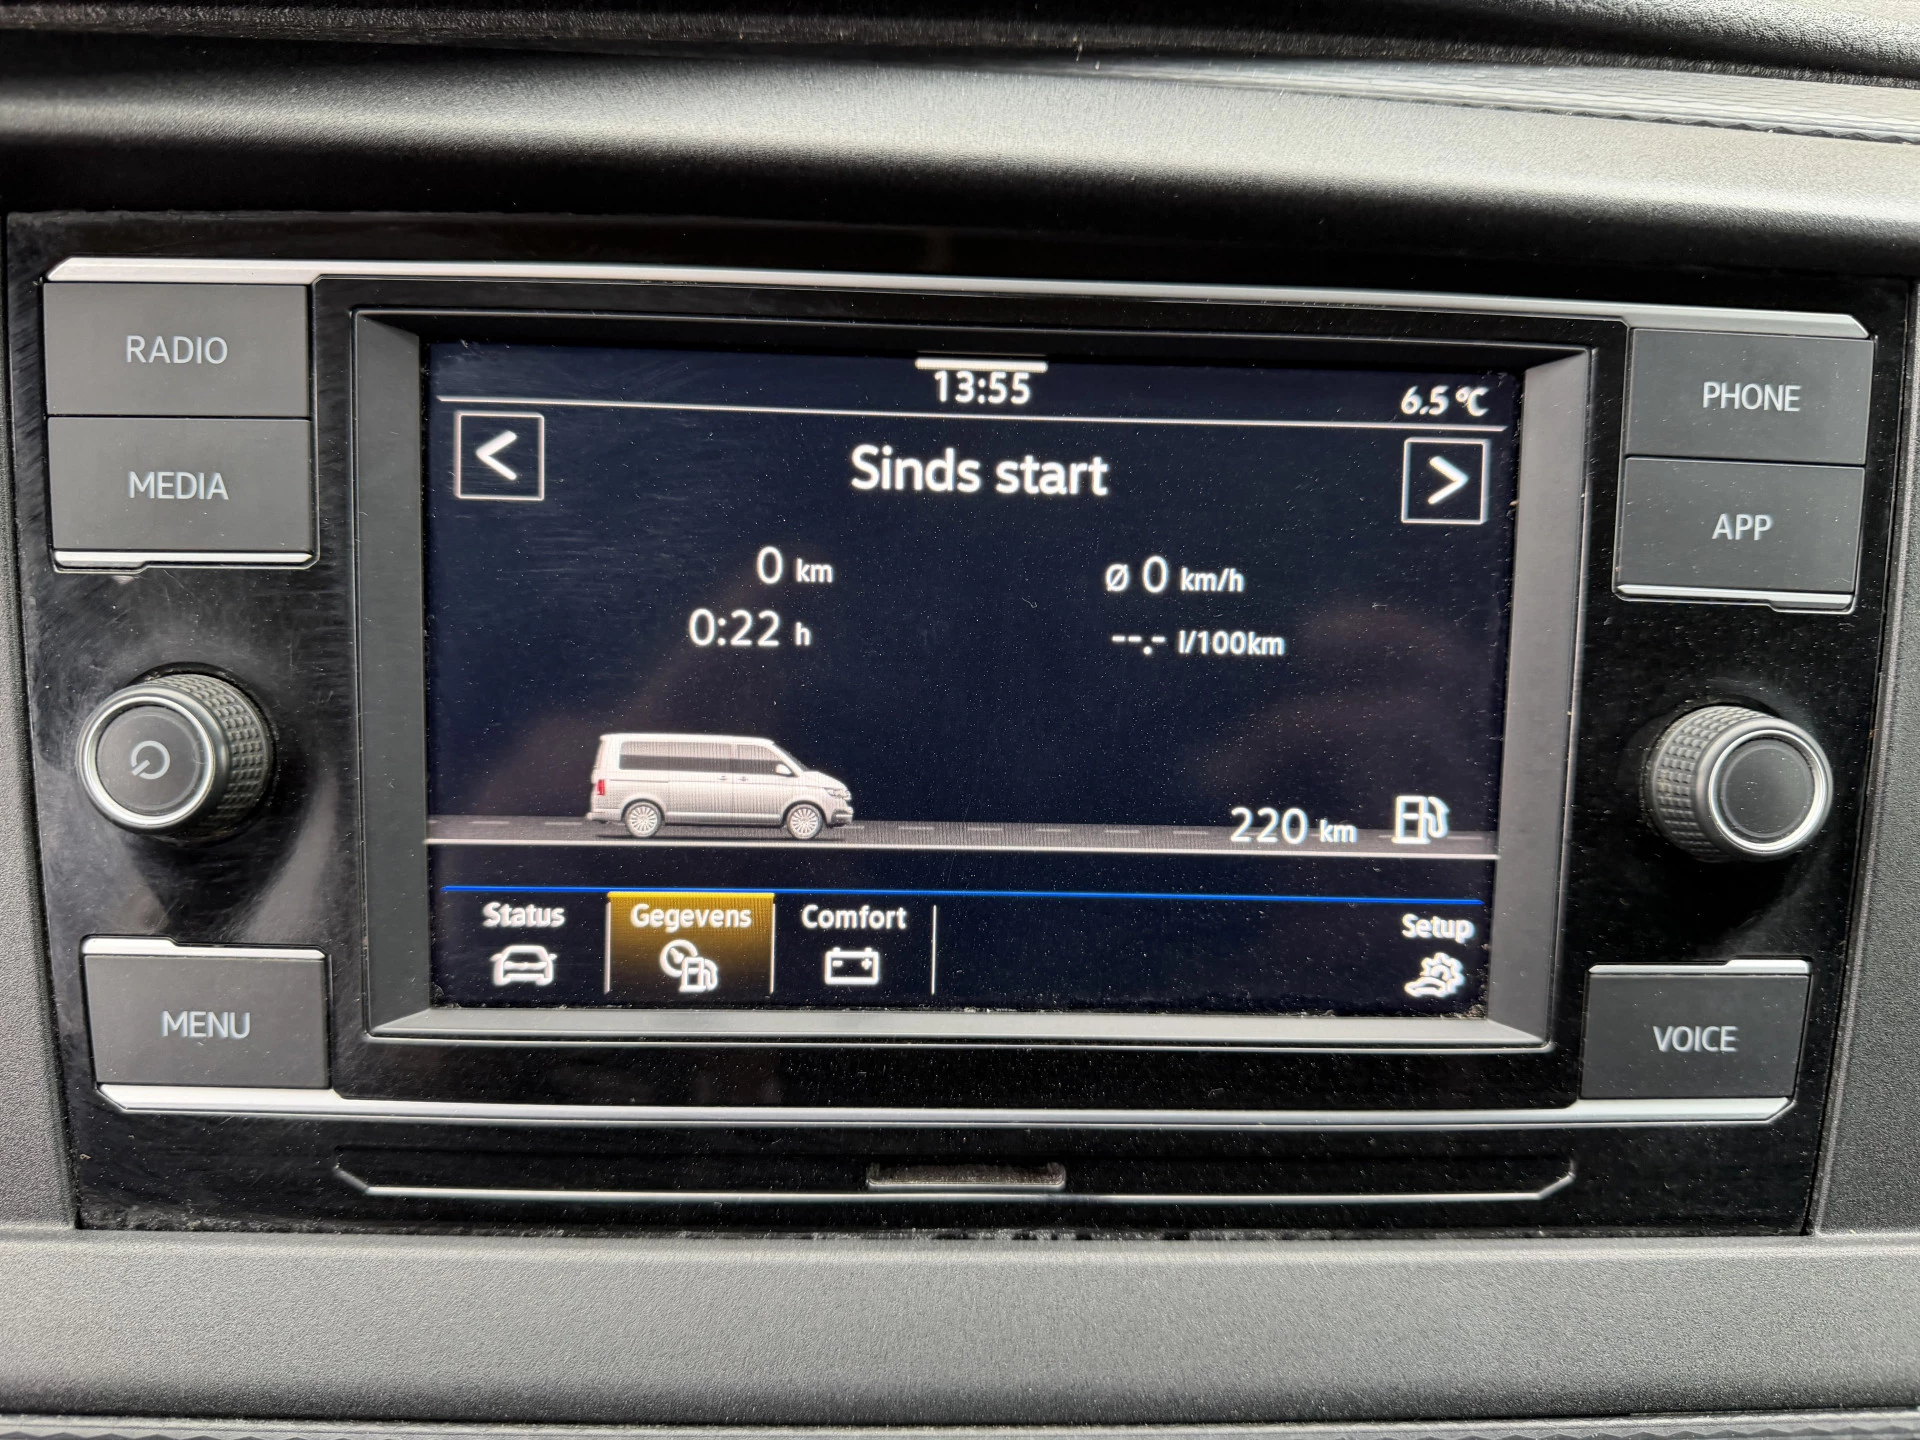 RADIO
MEDIA
MENU
PHONE
APP
VOICE
13:55
6.5 °C
<
Sinds start
>
0 km
ø 0 km/h
0:22 h
--.- l/100km
220 km
Status
Gegevens
Comfort
Setup